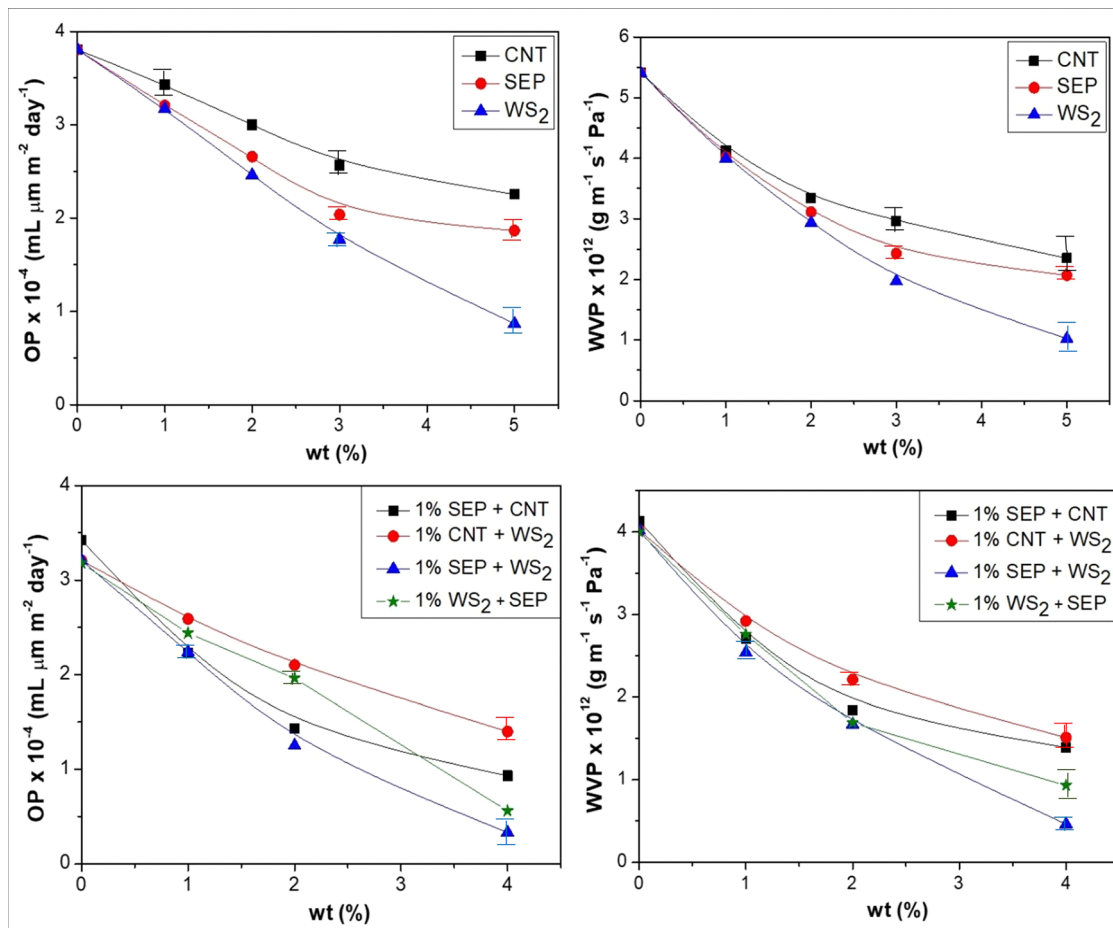 OP x 10⁻⁴ (mL μm m⁻² day⁻¹)
4
3
2
1
0
CNT
SEP
WS₂
0 1 2 3 4 5
wt (%)
WVP x 10¹² (g m⁻¹ s⁻¹ Pa⁻¹)
6
5
4
3
2
1
0
CNT
SEP
WS₂
0 1 2 3 4 5
wt (%)
OP x 10⁻⁴ (mL μm m⁻² day⁻¹)
4
3
2
1
0
1% SEP + CNT
1% CNT + WS₂
1% SEP + WS₂
1% WS₂ + SEP
0 1 2 3 4
wt (%)
WVP x 10¹² (g m⁻¹ s⁻¹ Pa⁻¹)
4
3
2
1
0
1% SEP + CNT
1% CNT + WS₂
1% SEP + WS₂
1% WS₂ + SEP
0 1 2 3 4
wt (%)